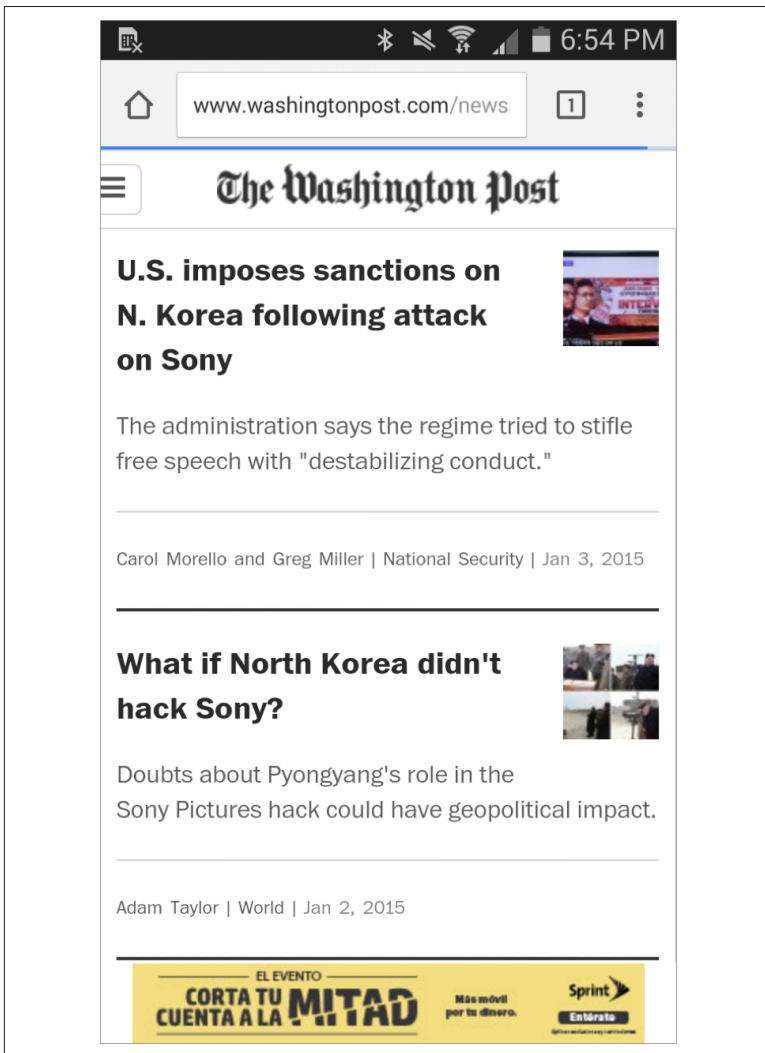 6:54 PM
www.washingtonpost.com/news
1
The Washington Post
U.S. imposes sanctions on
N. Korea following attack
on Sony
The administration says the regime tried to stifle
free speech with "destabilizing conduct."
Carol Morello and Greg Miller | National Security | Jan 3, 2015
What if North Korea didn't
hack Sony?
Doubts about Pyongyang's role in the
Sony Pictures hack could have geopolitical impact.
Adam Taylor | World | Jan 2, 2015
EL EVENTO
CORTA TU
CUENTA A LA
MITAD
Más móvil
por tu dinero.
Sprint
Entérate